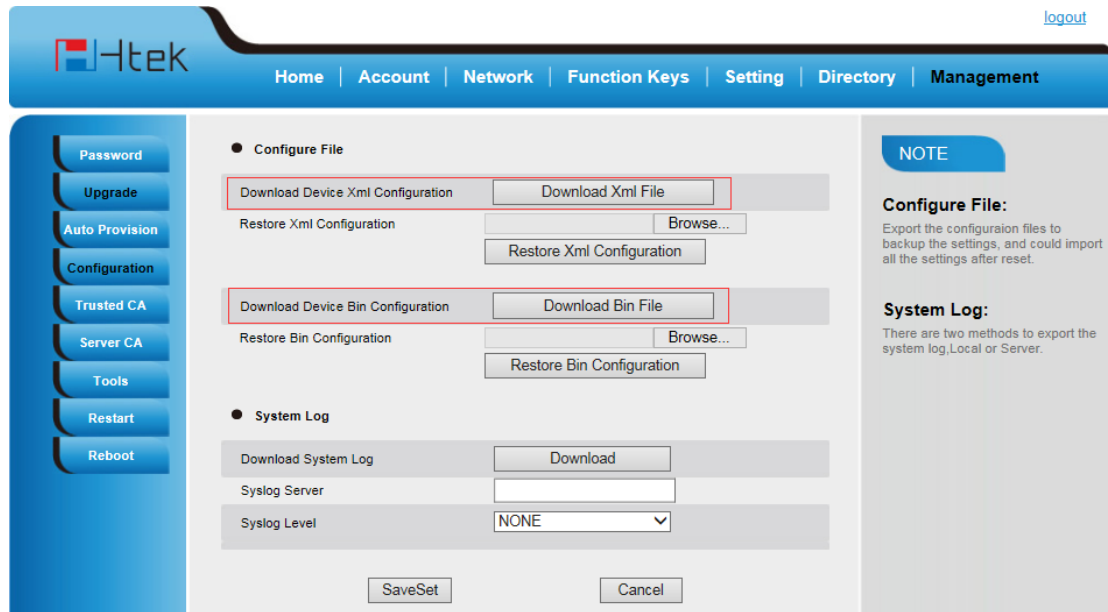 logout
Htek
Home | Account | Network | Function Keys | Setting | Directory | Management
Password
Upgrade
Auto Provision
Configuration
Trusted CA
Server CA
Tools
Restart
Reboot
Configure File
Download Device Xml Configuration Download Xml File
Restore Xml Configuration Browse...
Restore Xml Configuration
Download Device Bin Configuration Download Bin File
Restore Bin Configuration Browse...
Restore Bin Configuration
System Log
Download System Log Download
Syslog Server
Syslog Level NONE
SaveSet Cancel
NOTE
Configure File:
Export the configuraion files to
backup the settings, and could import
all the settings after reset.
System Log:
There are two methods to export the
system log,Local or Server.